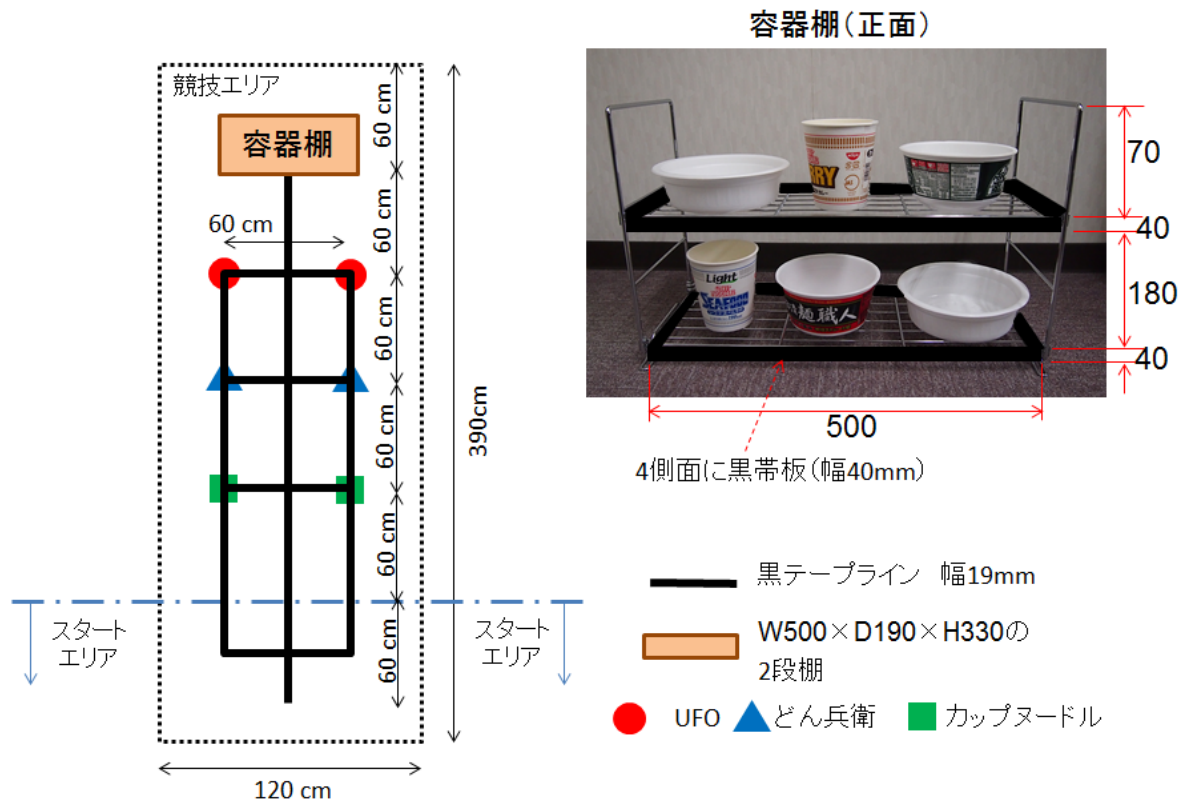 容器棚(正面)
競技エリア
容器棚
60 cm
60 cm
60 cm
60 cm
60 cm
60 cm
60 cm
390cm
スタート
エリア
スタート
エリア
120 cm
RRY
Light
SEAFOOD
麺職人
70
40
180
40
500
4側面に黒帯板(幅40mm)
黒テープライン 幅19mm
W500×D190×H330の
2段棚
UFO
どん兵衛
カップヌードル